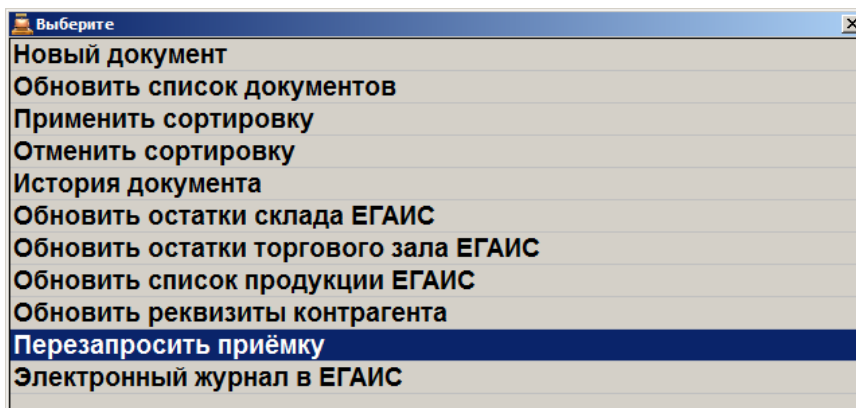 Выберите
Новый документ
Обновить список документов
Применить сортировку
Отменить сортировку
История документа
Обновить остатки склада ЕГАИС
Обновить остатки торгового зала ЕГАИС
Обновить список продукции ЕГАИС
Обновить реквизиты контрагента
Перезапросить приёмку
Электронный журнал в ЕГАИС